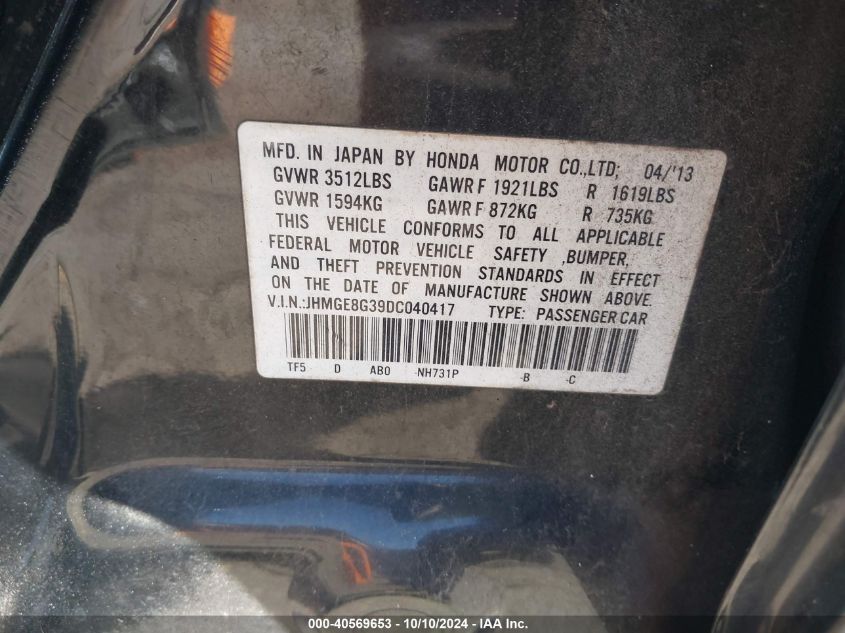 MFD. IN JAPAN BY HONDA MOTOR CO.,LTD; 04/'13
GVWR 3512LBS GAWR F 1921LBS R 1619LBS
GVWR 1594KG GAWR F 872KG R 735KG
THIS VEHICLE CONFORMS TO ALL APPLICABLE
FEDERAL MOTOR VEHICLE SAFETY ,BUMPER,
AND THEFT PREVENTION STANDARDS IN EFFECT
ON THE DATE OF MANUFACTURE SHOWN ABOVE.
V.I.N.:JHMGE8G39DC040417 TYPE: PASSENGER CAR
TF5 D AB0 -NH731P -B -C
000-40569653 - 10/10/2024 - IAA Inc.